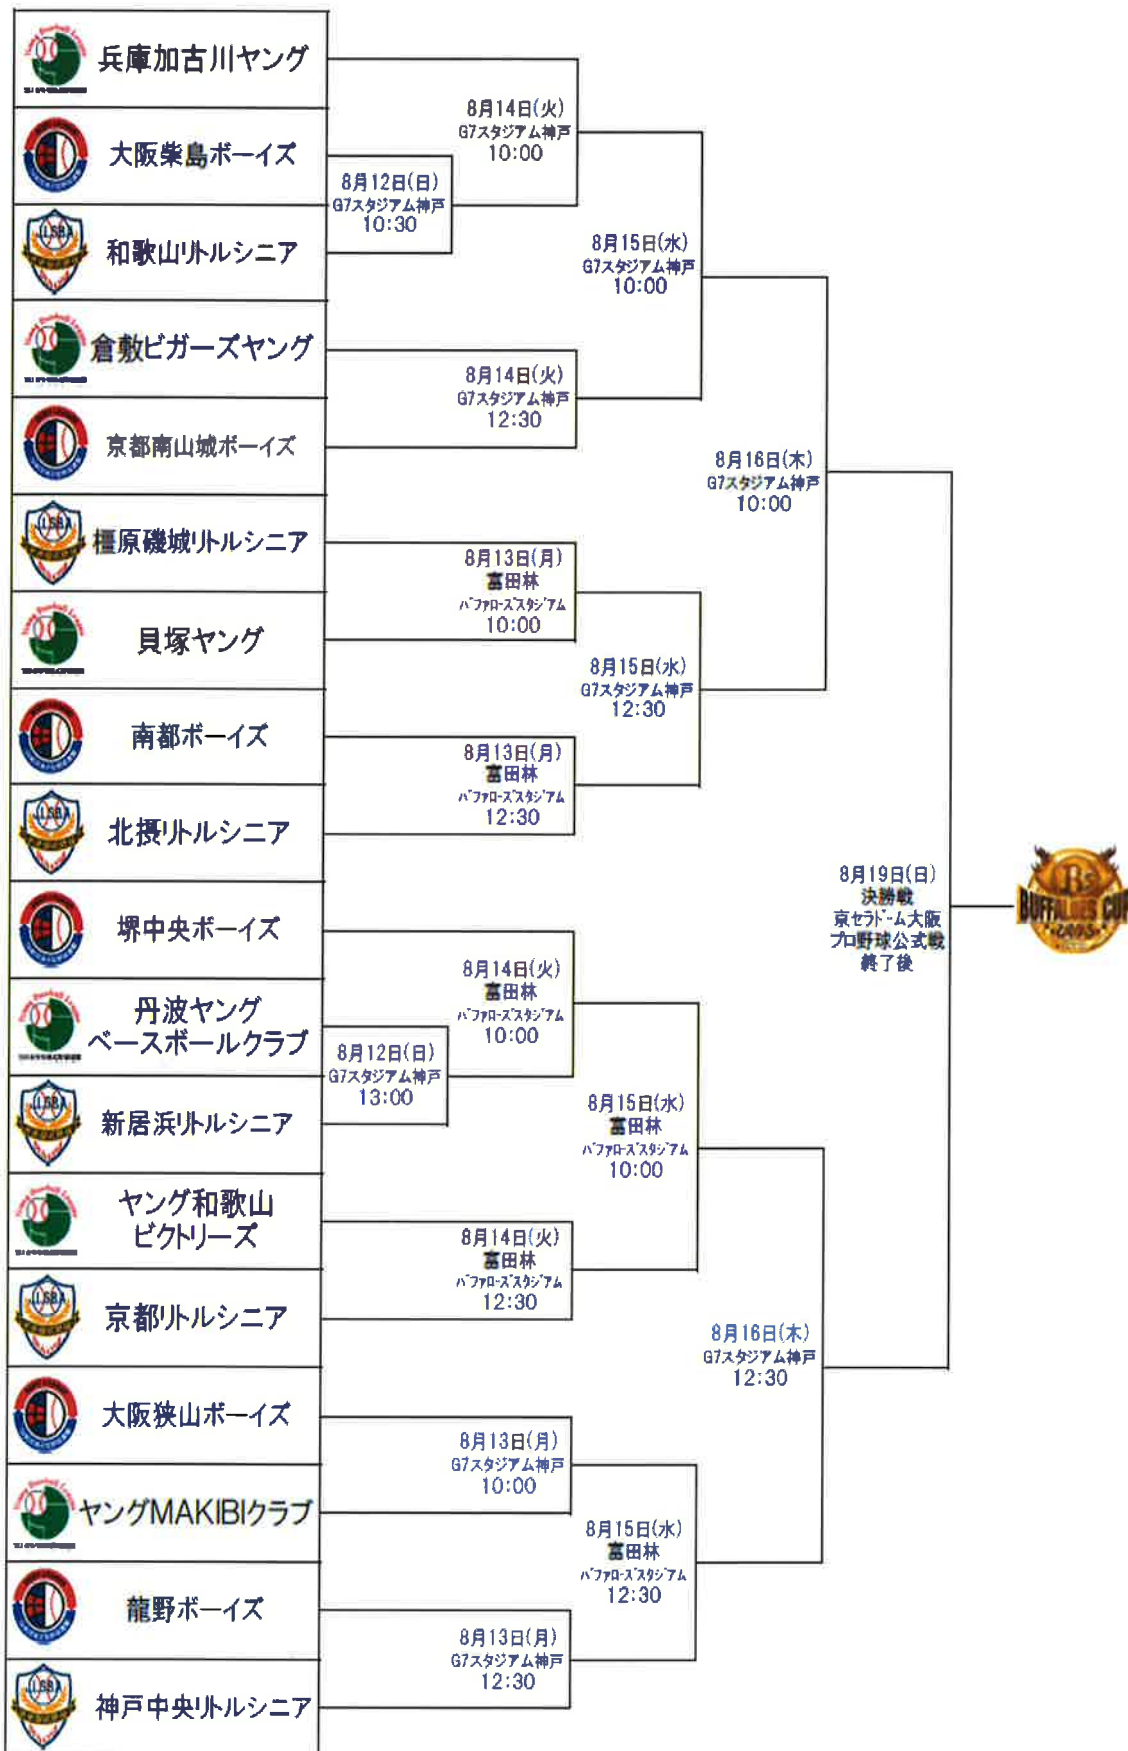 兵庫加古川ヤング
8月14日(火)
G7スタジアム神戸
10:00
大阪柴島ボーイズ
8月12日(日)
G7スタジアム神戸
10:30
和歌山リトルシニア
8月15日(水)
G7スタジアム神戸
10:00
倉敷ビガーズヤング
8月14日(火)
G7スタジアム神戸
12:30
京都南山城ボーイズ
8月16日(木)
G7スタジアム神戸
10:00
橿原磯城リトルシニア
8月13日(月)
富田林
バファローズスタジアム
10:00
貝塚ヤング
8月15日(水)
G7スタジアム神戸
12:30
南都ボーイズ
8月13日(月)
富田林
バファローズスタジアム
12:30
北摂リトルシニア
8月19日(日)
決勝戦
京セラドーム大阪
プロ野球公式戦
終了後
BUFFALOES CUP
堺中央ボーイズ
8月14日(火)
富田林
バファローズスタジアム
10:00
丹波ヤング
ベースボールクラブ
8月12日(日)
G7スタジアム神戸
13:00
新居浜リトルシニア
8月15日(水)
富田林
バファローズスタジアム
10:00
ヤング和歌山
ビクトリーズ
8月14日(火)
富田林
バファローズスタジアム
12:30
京都リトルシニア
8月16日(木)
G7スタジアム神戸
12:30
大阪狭山ボーイズ
8月13日(月)
G7スタジアム神戸
10:00
ヤングMAKIBIクラブ
8月15日(水)
富田林
バファローズスタジアム
12:30
龍野ボーイズ
8月13日(月)
G7スタジアム神戸
12:30
神戸中央リトルシニア